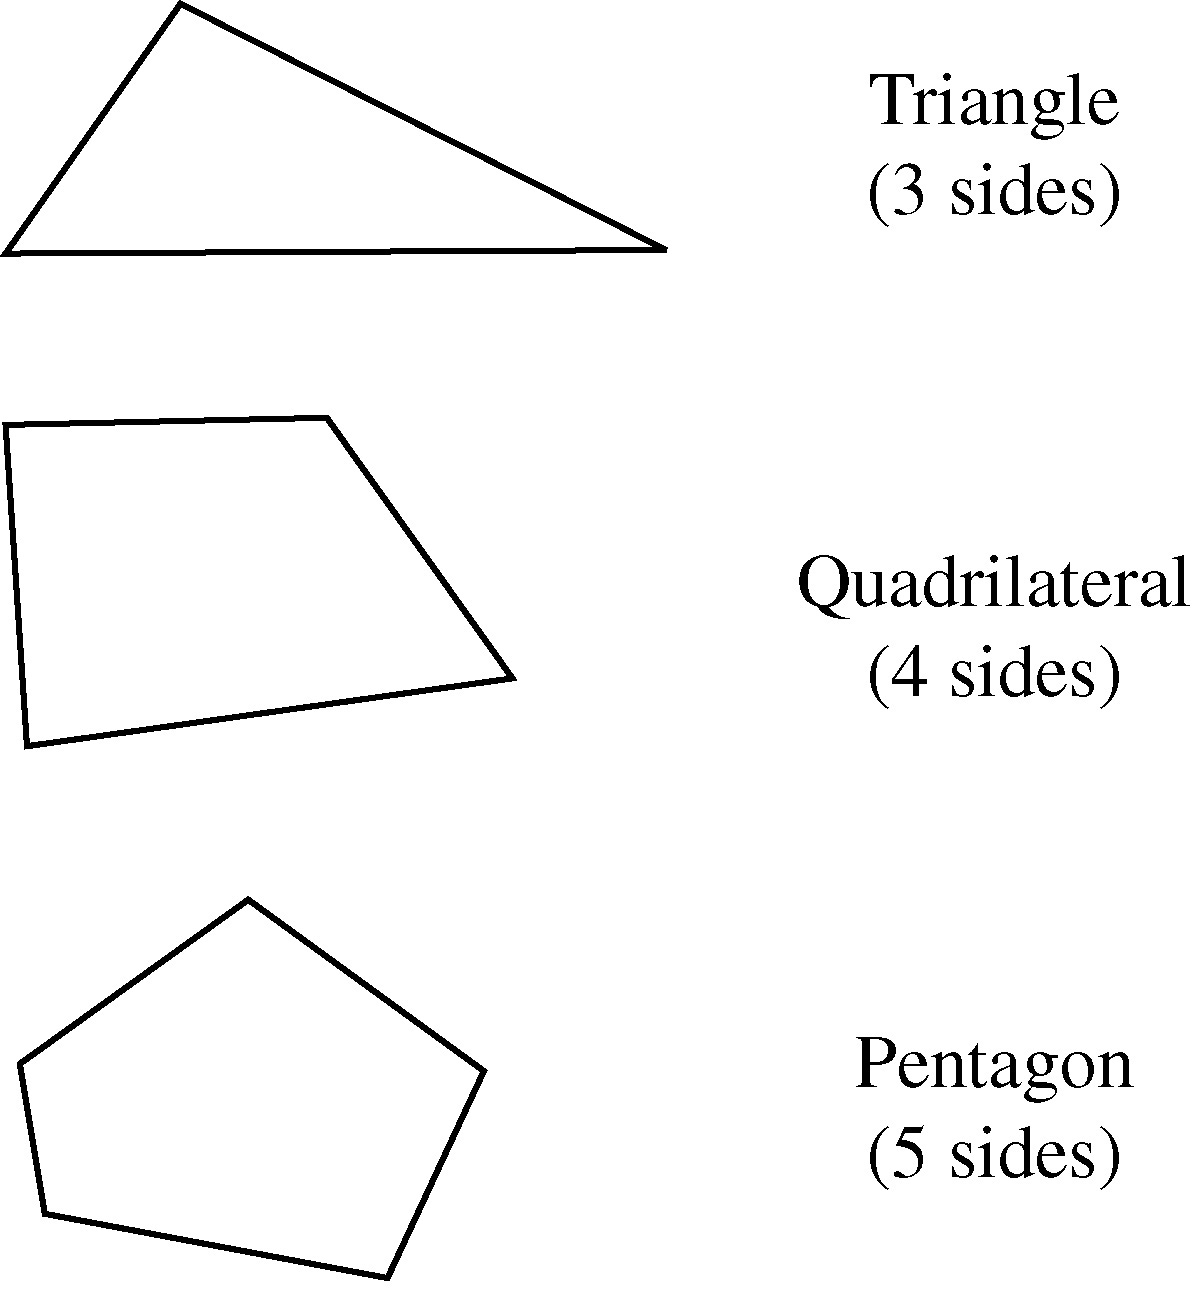 Triangle
(3 sides)
Quadrilateral
(4 sides)
Pentagon
(5 sides)